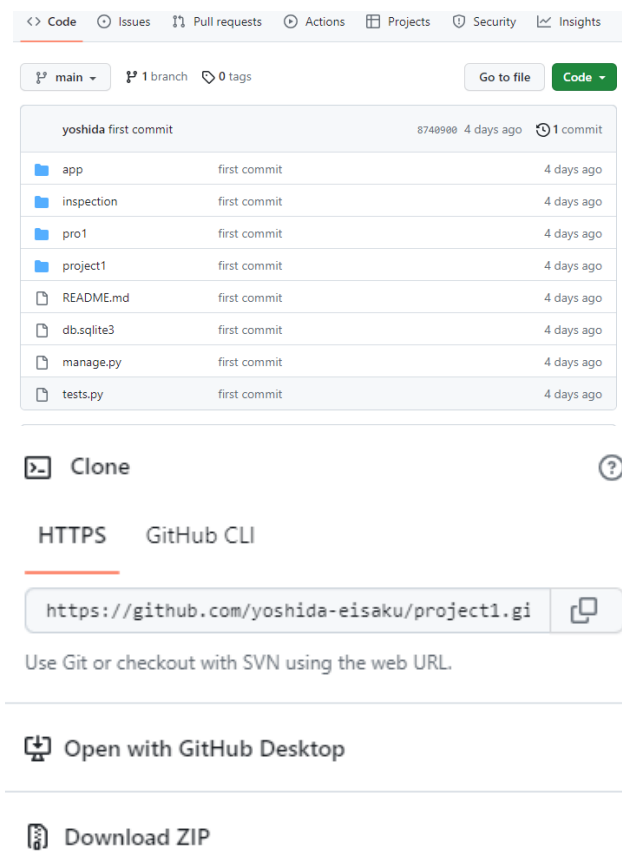 Code Issues Pull requests Actions Projects Security Insights
main 1 branch 0 tags Go to file Code
yoshida first commit 8740900 4 days ago 1 commit
app first commit 4 days ago
inspection first commit 4 days ago
pro1 first commit 4 days ago
project1 first commit 4 days ago
README.md first commit 4 days ago
db.sqlite3 first commit 4 days ago
manage.py first commit 4 days ago
tests.py first commit 4 days ago
Clone
HTTPS GitHub CLI
https://github.com/yoshida-eisaku/project1.gi
Use Git or checkout with SVN using the web URL.
Open with GitHub Desktop
Download ZIP